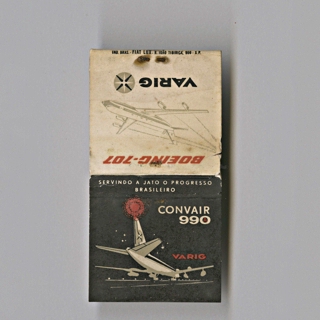 VARIG
BOEING-707
SERVINDO A JATO O PROGRESSO
BRASILEIRO
CONVAIR
990
VARIG